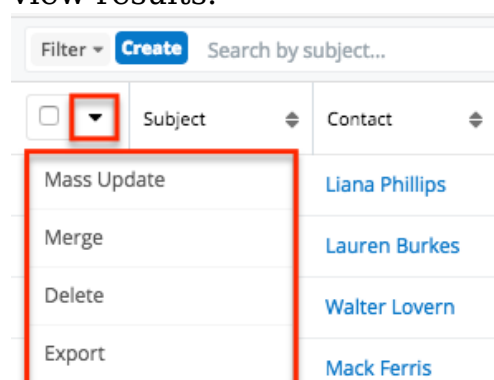 view results.
Filter Create Search by subject...
Subject Contact
Mass Update Liana Phillips
Merge Lauren Burkes
Delete Walter Lovern
Export Mack Ferris